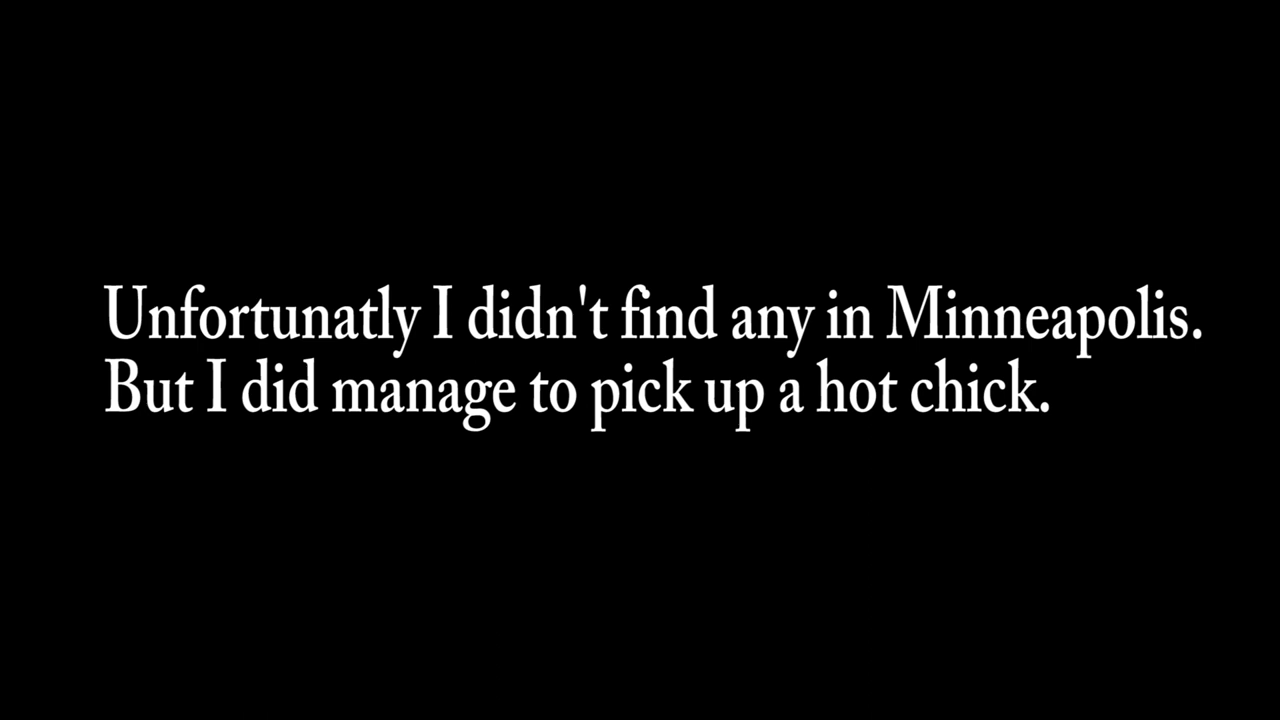 Unfortunatly I didn't find any in Minneapolis.
But I did manage to pick up a hot chick.